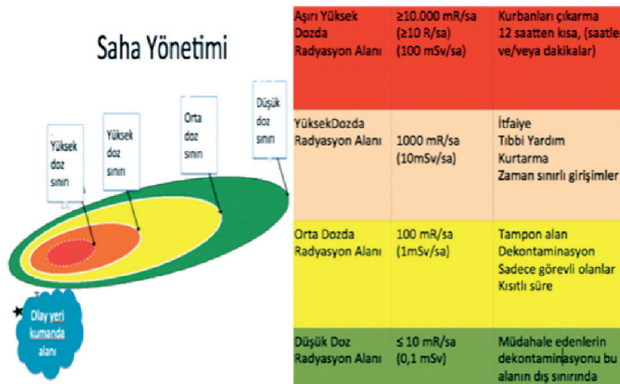 Saha Yönetimi
Yüksek
doz
sınırı
Yüksek
doz
sınırı
Orta
doz
sınırı
Düşük
doz
sınırı
Olay yeri
kumanda
alanı
Aşırı Yüksek
Dozda
Radyasyon Alanı
≥10.000 mR/sa
(≥10 R/sa)
(100 mSv/sa)
Kurbanları çıkarma
12 saatten kısa, (saatler
ve/veya dakikalar)
YüksekDozda
Radyasyon Alanı
1000 mR/sa
(10mSv/sa)
İtfaiye
Tıbbi Yardım
Kurtarma
Zaman sınırlı girişimler
Orta Dozda
Radyasyon Alanı
100 mR/sa
(1mSv/sa)
Tampon alan
Dekontaminasyon
Sadece görevli olanlar
Kısıtlı süre
Düşük Doz
Radyasyon Alanı
≤ 10 mR/sa
(0,1 mSv)
Müdahale edenlerin
dekontaminasyonu bu
alanın dış sınırında